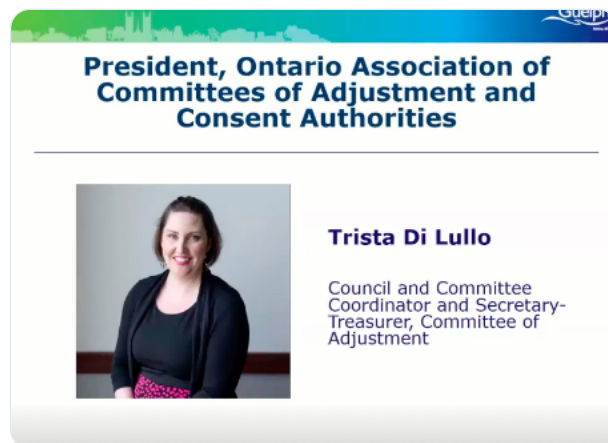 Guelph
President, Ontario Association of
Committees of Adjustment and
Consent Authorities
Trista Di Lullo
Council and Committee
Coordinator and Secretary-
Treasurer, Committee of
Adjustment